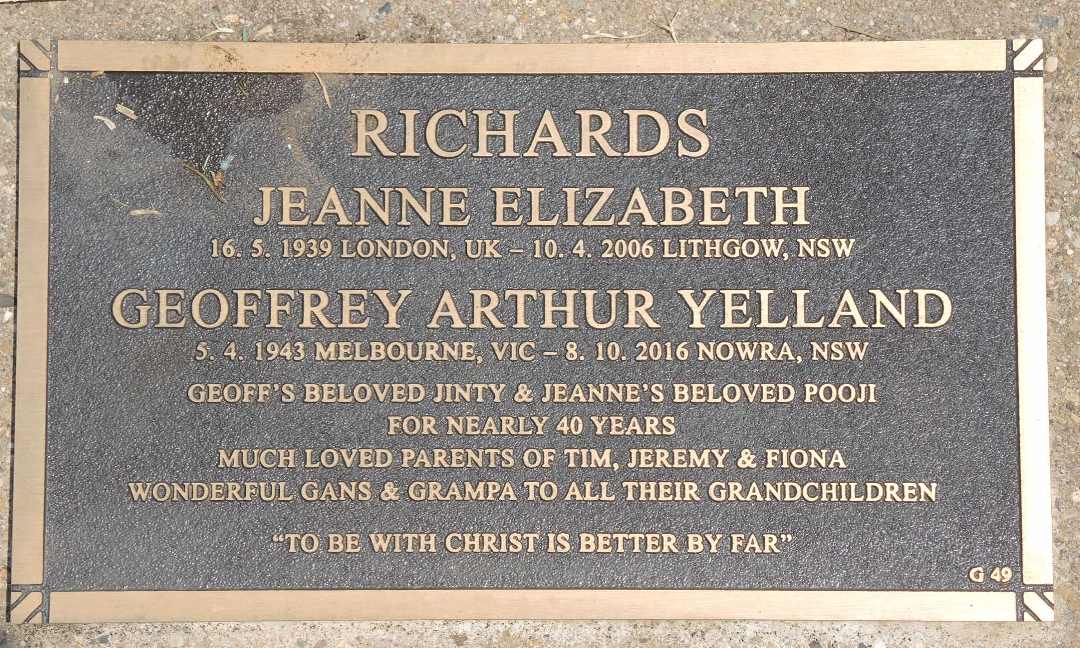 RICHARDS
JEANNE ELIZABETH
16. 5. 1939 LONDON, UK – 10. 4. 2006 LITHGOW, NSW
GEOFFREY ARTHUR YELLAND
5. 4. 1943 MELBOURNE, VIC – 8. 10. 2016 NOWRA, NSW
GEOFF'S BELOVED JINTY & JEANNE'S BELOVED POOJI
FOR NEARLY 40 YEARS
MUCH LOVED PARENTS OF TIM, JEREMY & FIONA
WONDERFUL GANS & GRAMPA TO ALL THEIR GRANDCHILDREN
"TO BE WITH CHRIST IS BETTER BY FAR"
G 49